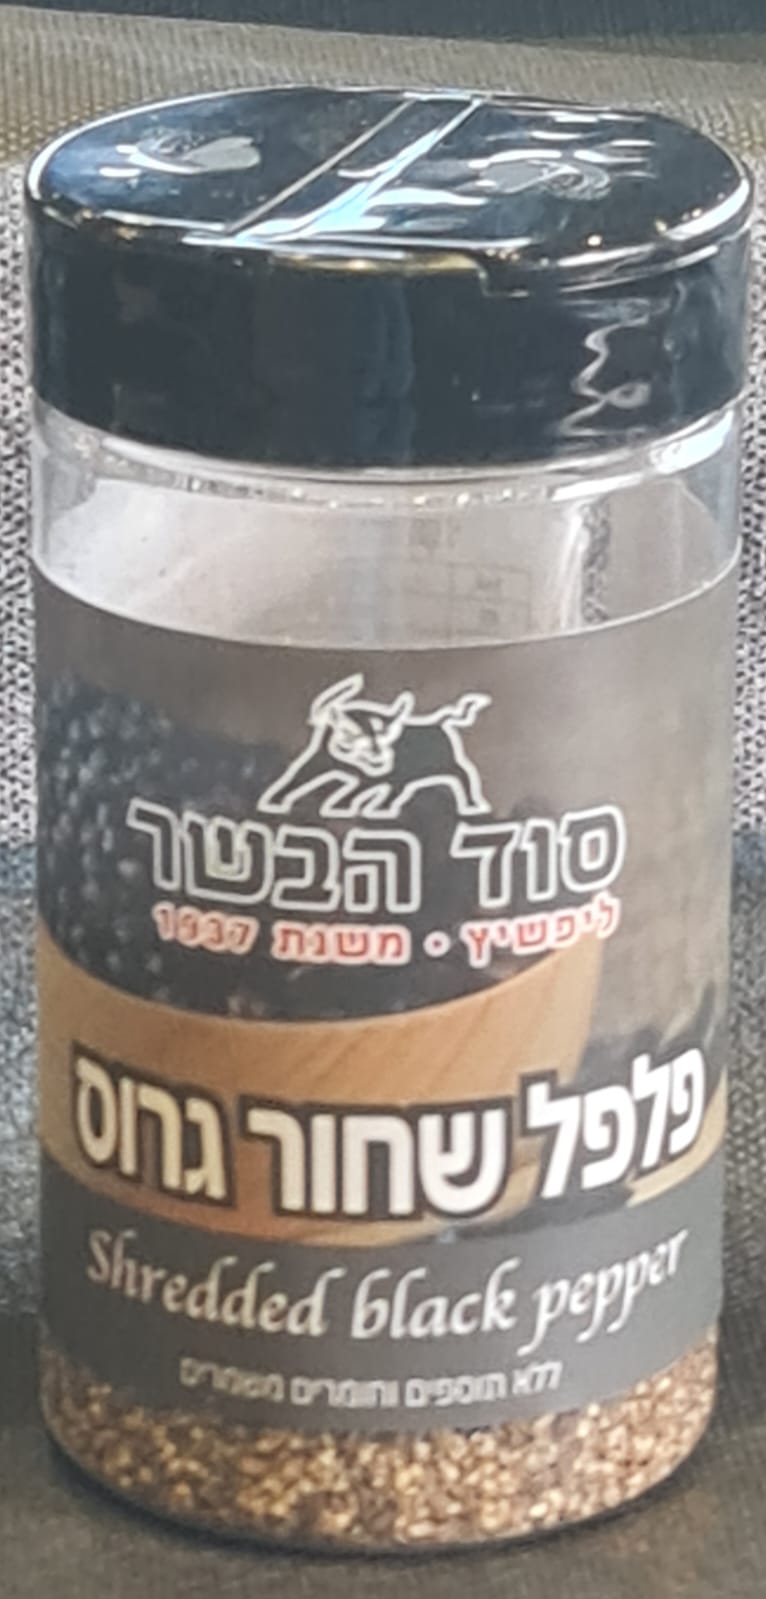 סוד הבשר
ליפשיץ • משנת 1937
פלפל שחור גרוס
Shredded black pepper
ללא תוספים וחומרים משמרים